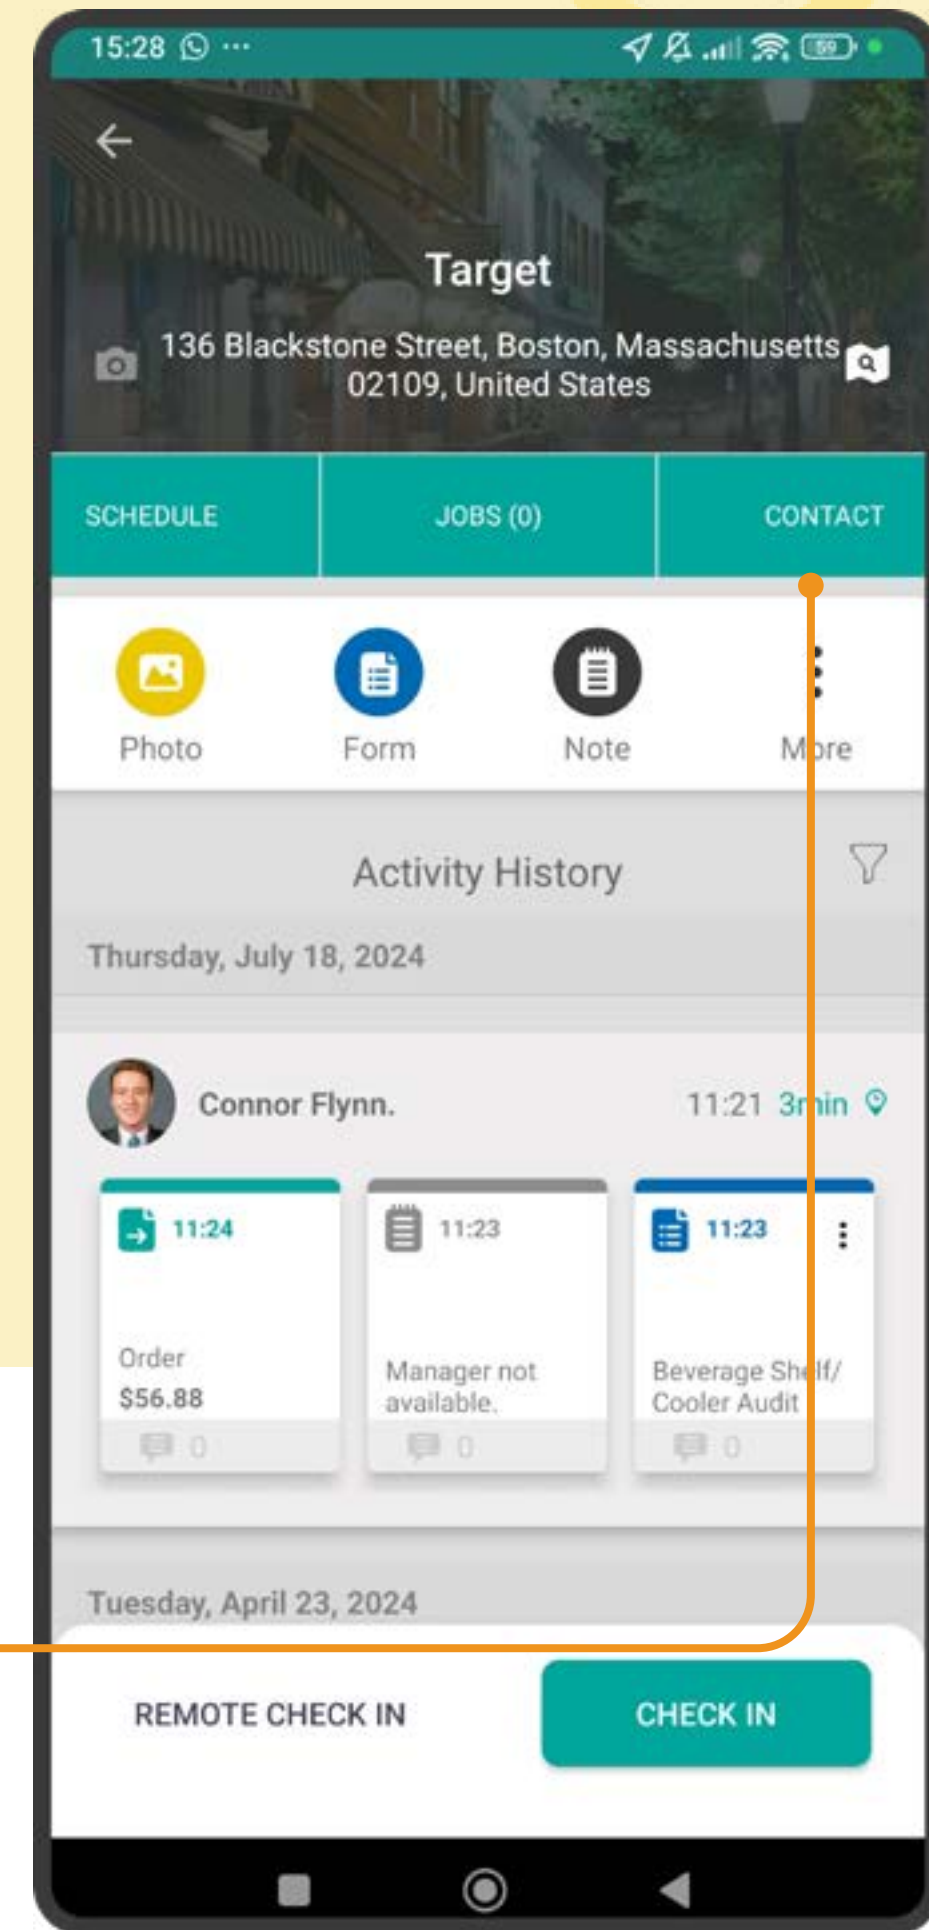 15:28
59
Target
136 Blackstone Street, Boston, Massachusetts
02109, United States
SCHEDULE
JOBS (0)
CONTACT
Photo
Form
Note
More
Activity History
Thursday, July 18, 2024
Connor Flynn.
11:21 3min
11:24
11:23
11:23
Order
$56.88
Manager not
available.
Beverage Shelf/
Cooler Audit
0
0
0
Tuesday, April 23, 2024
REMOTE CHECK IN
CHECK IN